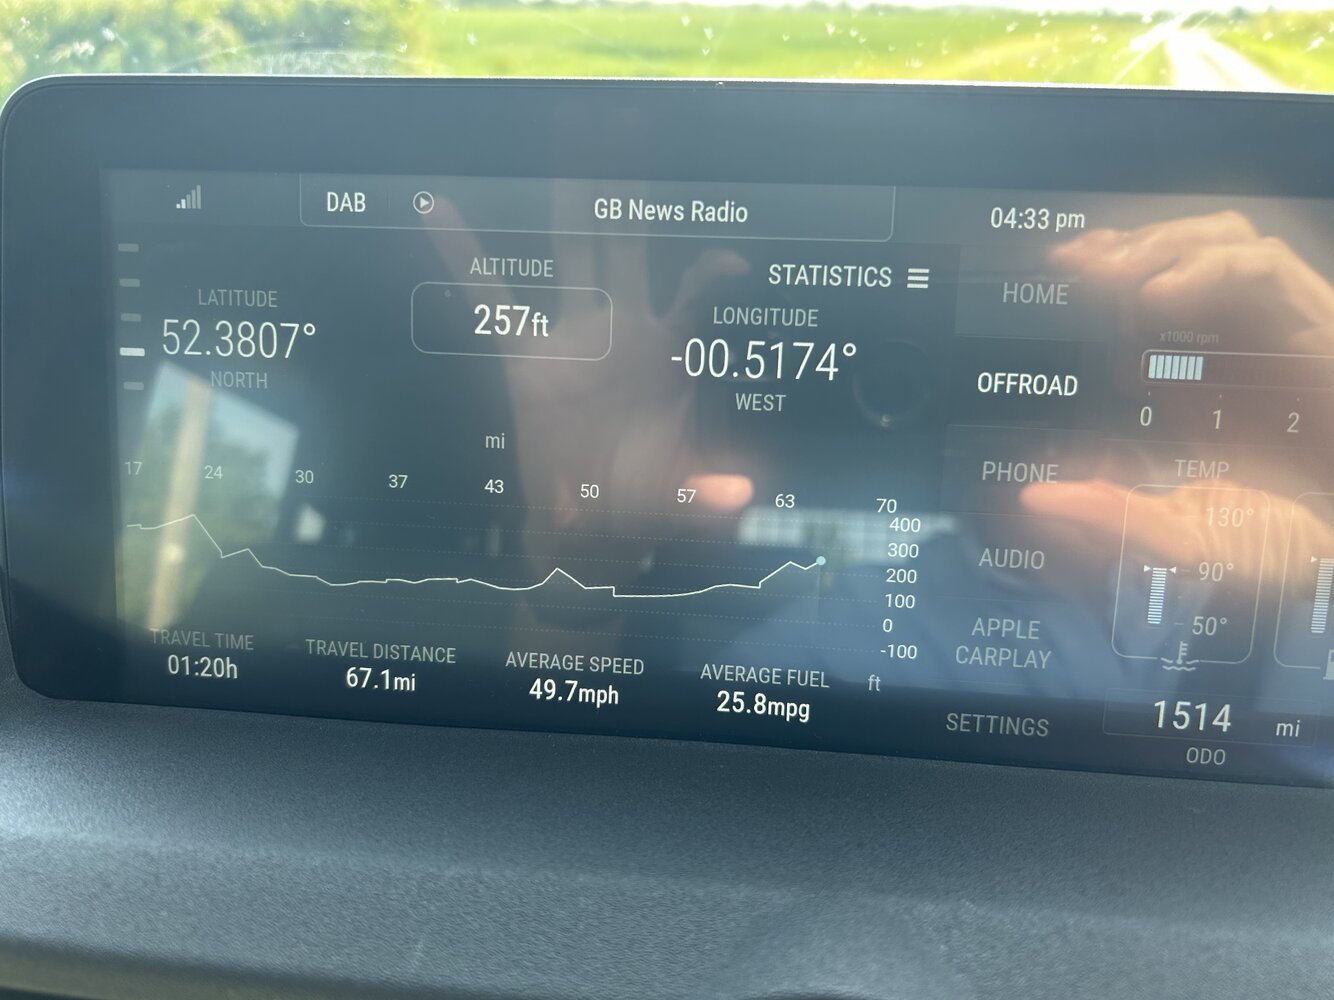 DAB
GB News Radio
04:33 pm
ALTITUDE
257ft
STATISTICS
HOME
LATITUDE
52.3807°
NORTH
LONGITUDE
-00.5174°
WEST
OFFROAD
x1000 rpm
0 1 2
mi
17 24 30 37 43 50 57 63 70
400
300
200
100
0
-100
ft
PHONE
AUDIO
APPLE
CARPLAY
SETTINGS
TEMP
130°
90°
50°
TRAVEL TIME
01:20h
TRAVEL DISTANCE
67.1mi
AVERAGE SPEED
49.7mph
AVERAGE FUEL
25.8mpg
1514 mi
ODO